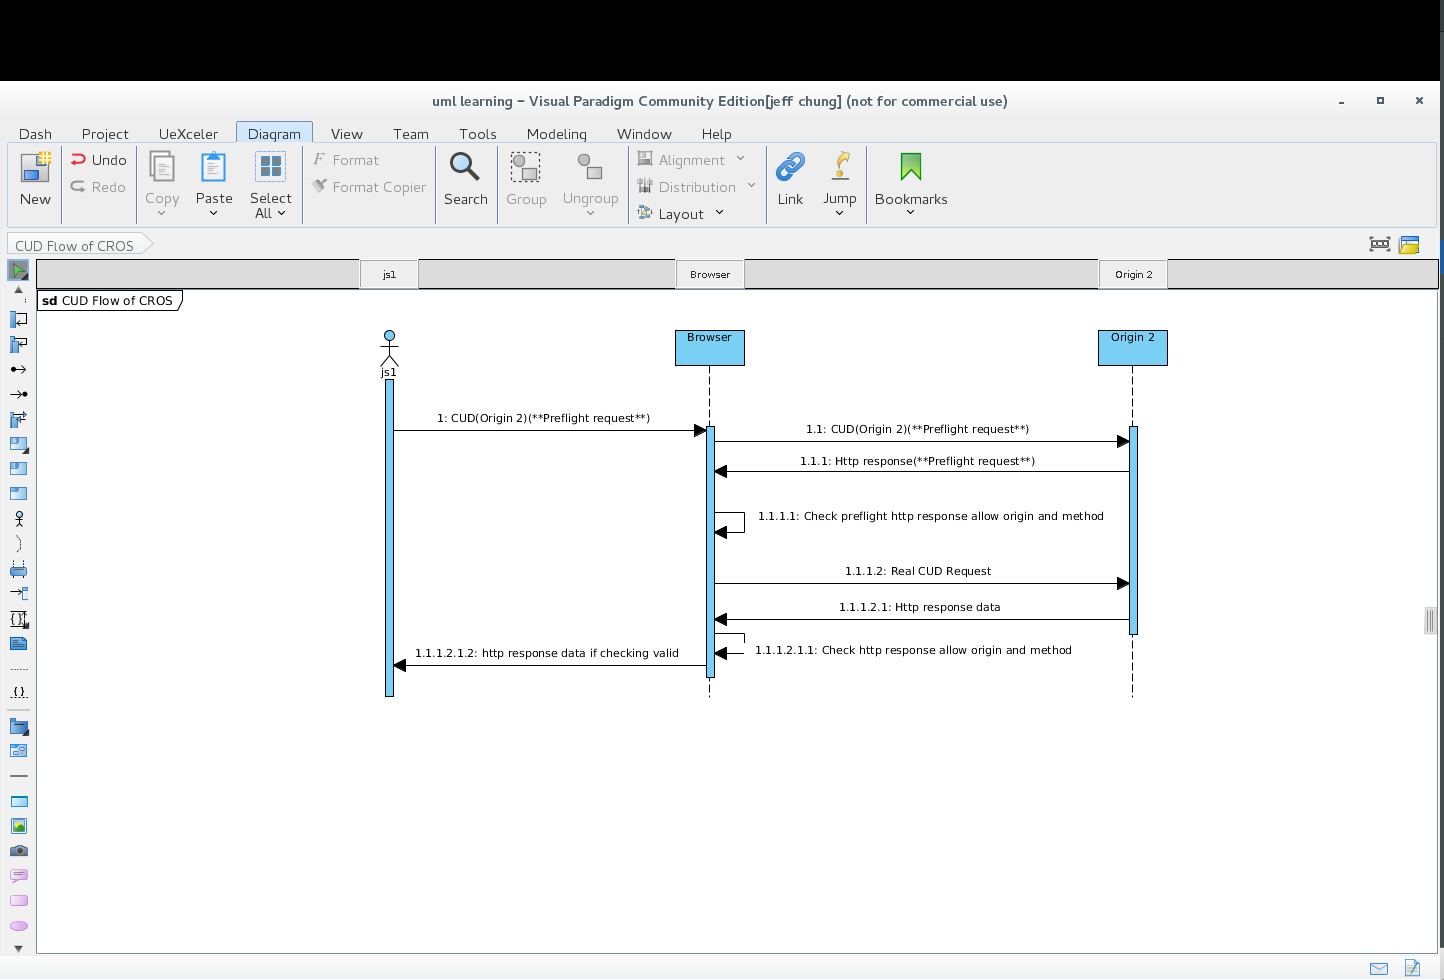 uml learning - Visual Paradigm Community Edition[jeff chung] (not for commercial use)
Dash Project UeXceler Diagram View Team Tools Modeling Window Help
New
Undo
Redo
Copy
Paste
Select
All
Format
Format Copier
Search
Group
Ungroup
Alignment
Distribution
Layout
Link
Jump
Bookmarks
CUD Flow of CROS
js1 Browser Origin 2
sd CUD Flow of CROS
Browser
Origin 2
js1
1: CUD(Origin 2)(**Preflight request**)
1.1: CUD(Origin 2)(**Preflight request**)
1.1.1: Http response(**Preflight request**)
1.1.1.1: Check preflight http response allow origin and method
1.1.1.2: Real CUD Request
1.1.1.2.1: Http response data
1.1.1.2.1.1: Check http response allow origin and method
1.1.1.2.1.2: http response data if checking valid